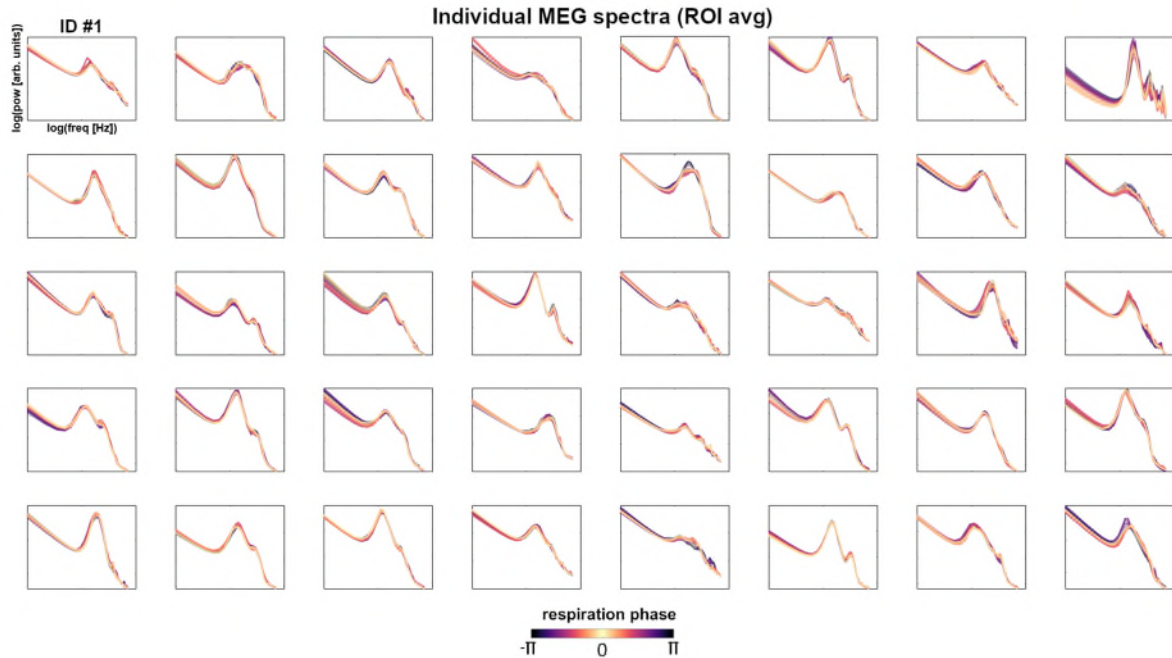 Individual MEG spectra (ROI avg)
ID #1
log(pow [arb. units])
log(freq [Hz])
respiration phase
-π 0 π